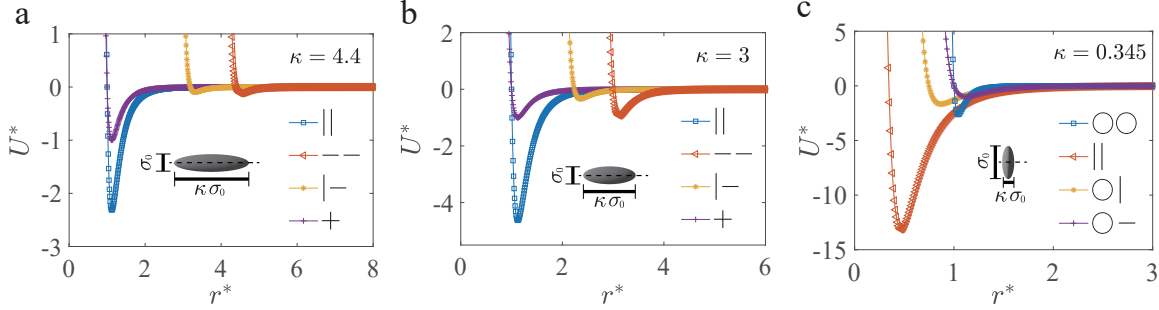 a
κ = 4.4
U*
1
0
-1
-2
-3
0
2
4
6
8
r*
||
— —
| —
+
σ₀
κσ₀
b
κ = 3
2
0
-2
-4
0
2
4
6
r*
||
— —
| —
+
σ₀
κσ₀
c
κ = 0.345
U*
5
0
-5
-10
-15
0
1
2
3
r*
○○
||
○ |
○ —
σ₀
κσ₀